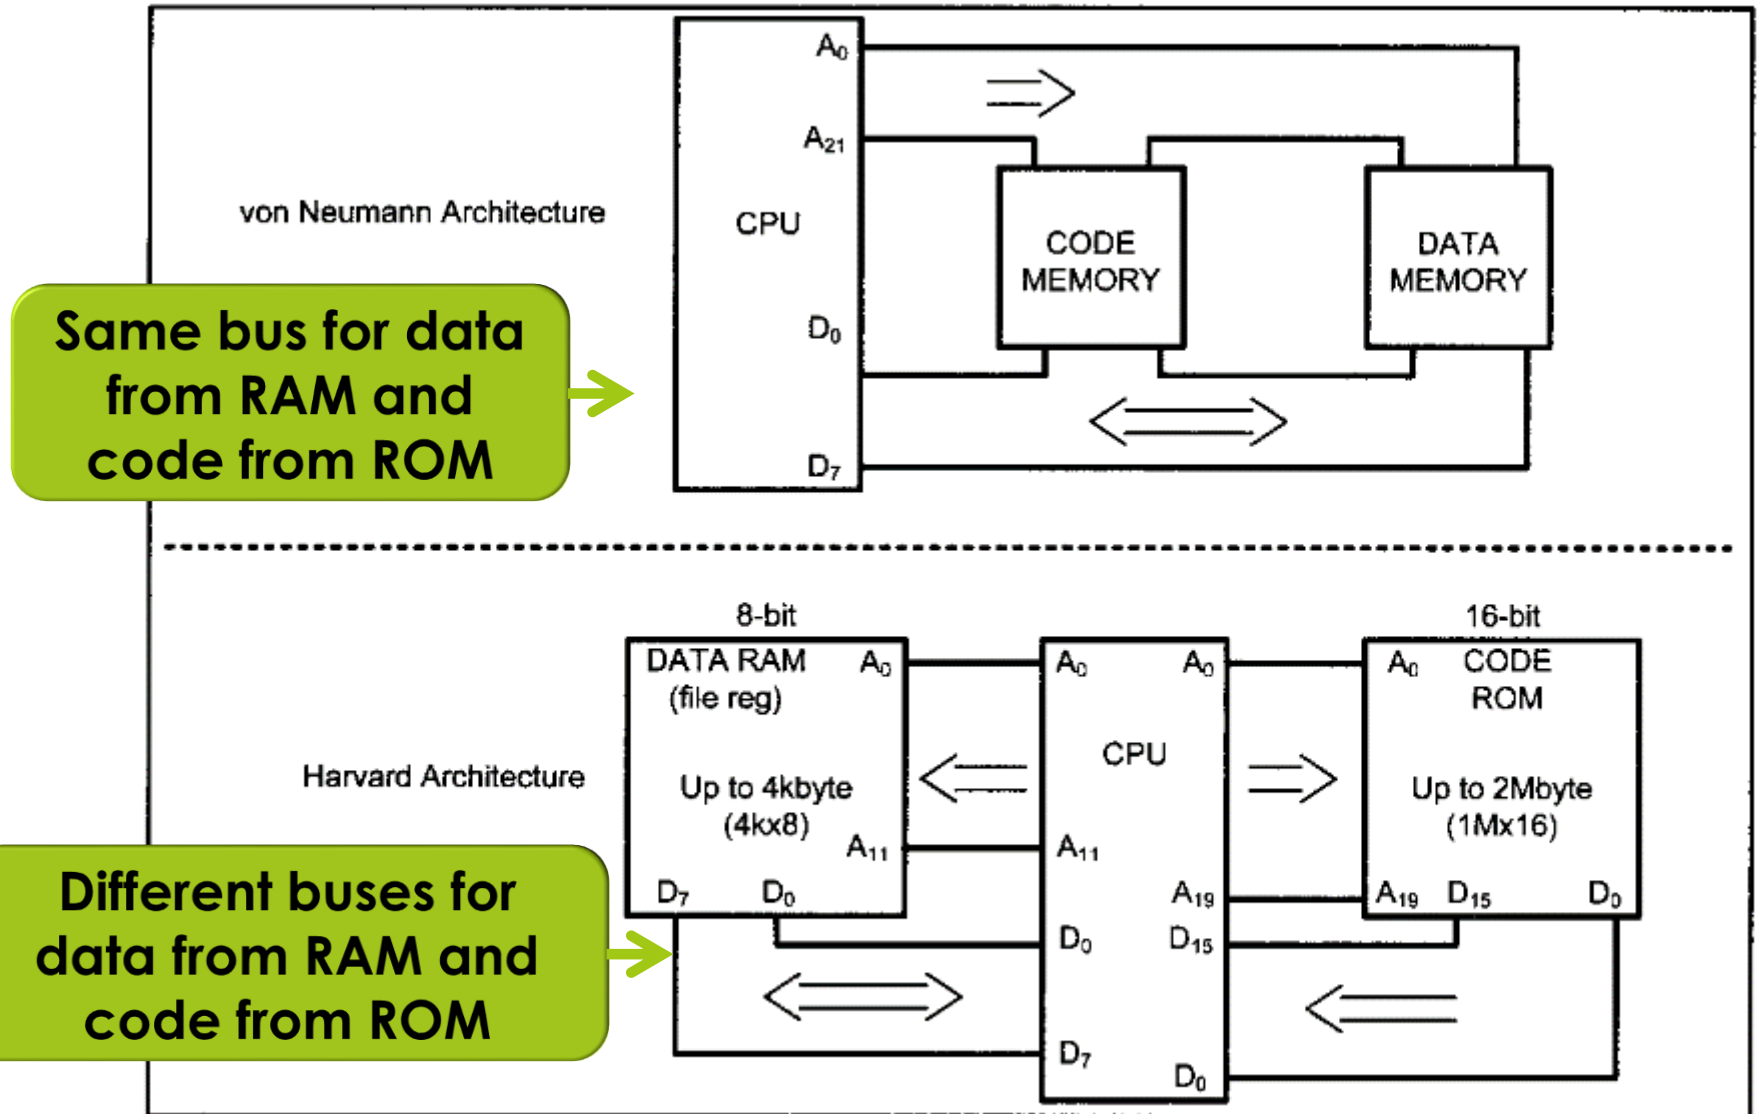 von Neumann Architecture
Same bus for data
from RAM and
code from ROM
CPU
A₀
A₂₁
D₀
D₇
CODE
MEMORY
DATA
MEMORY
Harvard Architecture
Different buses for
data from RAM and
code from ROM
8-bit
DATA RAM
(file reg)
Up to 4kbyte
(4kx8)
A₀
A₁₁
D₇ D₀
CPU
A₀ A₀
A₁₁
A₁₉
D₀ D₁₅
D₇
D₀
16-bit
A₀ CODE
ROM
Up to 2Mbyte
(1Mx16)
A₁₉ D₁₅ D₀